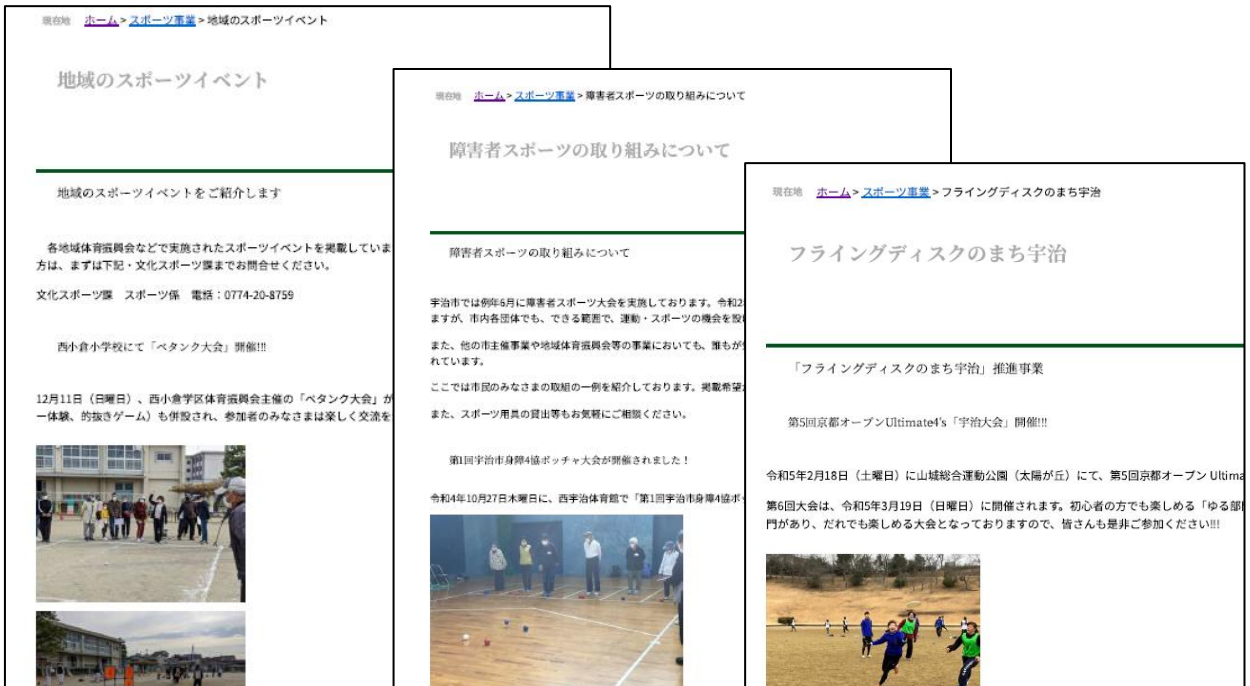 現在地 ホーム > スポーツ事業 > 地域のスポーツイベント
地域のスポーツイベント
地域のスポーツイベントをご紹介します
各地域体育振興会などで実施されたスポーツイベントを掲載していま
方は、まずは下記・文化スポーツ課までお問合せください。
文化スポーツ課 スポーツ係 電話：0774-20-8759
西小倉小学校にて「ペタンク大会」開催!!!
12月11日（日曜日）、西小倉学区体育振興会主催の「ペタンク大会」が
ー体験、的抜きゲーム）も併設され、参加者のみなさまは楽しく交流を
現在地 ホーム > スポーツ事業 > 障害者スポーツの取り組みについて
障害者スポーツの取り組みについて
障害者スポーツの取り組みについて
宇治市では例年6月に障害者スポーツ大会を実施しております。令和2
ますが、市内各団体でも、できる範囲で、運動・スポーツの機会を設
また、他の市主催事業や地域体育振興会等の事業においても、誰もが
れています。
ここでは市民のみなさまの取組の一例を紹介しております。掲載希望
また、スポーツ用具の貸出等もお気軽にご相談ください。
第1回宇治市身障4協ボッチャ大会が開催されました！
令和4年10月27日木曜日に、西宇治体育館で「第1回宇治市身障4協ボッ
現在地 ホーム > スポーツ事業 > フライングディスクのまち宇治
フライングディスクのまち宇治
「フライングディスクのまち宇治」推進事業
第5回京都オープンUltimate4's「宇治大会」開催!!!
令和5年2月18日（土曜日）に山城総合運動公園（太陽が丘）にて、第5回京都オープン Ultima
第6回大会は、令和5年3月19日（日曜日）に開催されます。初心者の方でも楽しめる「ゆる部
門があり、だれでも楽しめる大会となっておりますので、皆さんも是非ご参加ください!!!